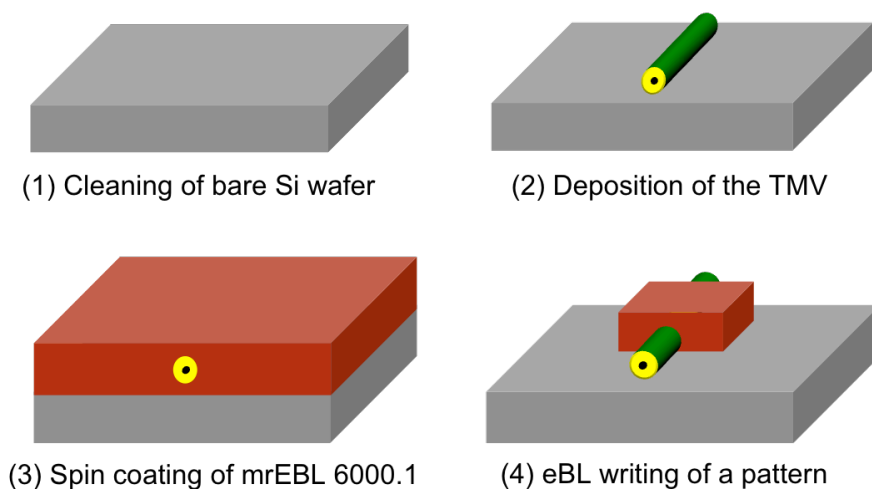 (1) Cleaning of bare Si wafer
(2) Deposition of the TMV
(3) Spin coating of mrEBL 6000.1
(4) eBL writing of a pattern